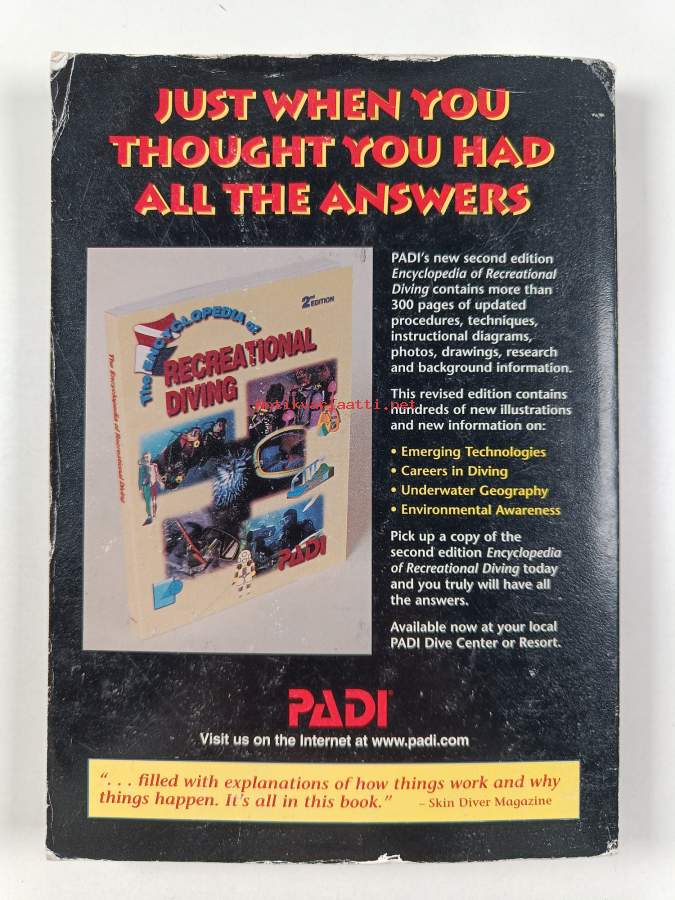 JUST WHEN YOU
THOUGHT YOU HAD
ALL THE ANSWERS
The ENCYCLOPEDIA of
2nd EDITION
RECREATIONAL
DIVING
The Encyclopedia of Recreational Diving
PADI
antikvariaatti.net
PADI's new second edition
Encyclopedia of Recreational
Diving contains more than
300 pages of updated
procedures, techniques,
instructional diagrams,
photos, drawings, research
and background information.
This revised edition contains
hundreds of new illustrations
and new information on:
• Emerging Technologies
• Careers in Diving
• Underwater Geography
• Environmental Awareness
Pick up a copy of the
second edition Encyclopedia
of Recreational Diving today
and you truly will have all
the answers.
Available now at your local
PADI Dive Center or Resort.
PADI®
Visit us on the Internet at www.padi.com
“. . . filled with explanations of how things work and why
things happen. It's all in this book.” – Skin Diver Magazine